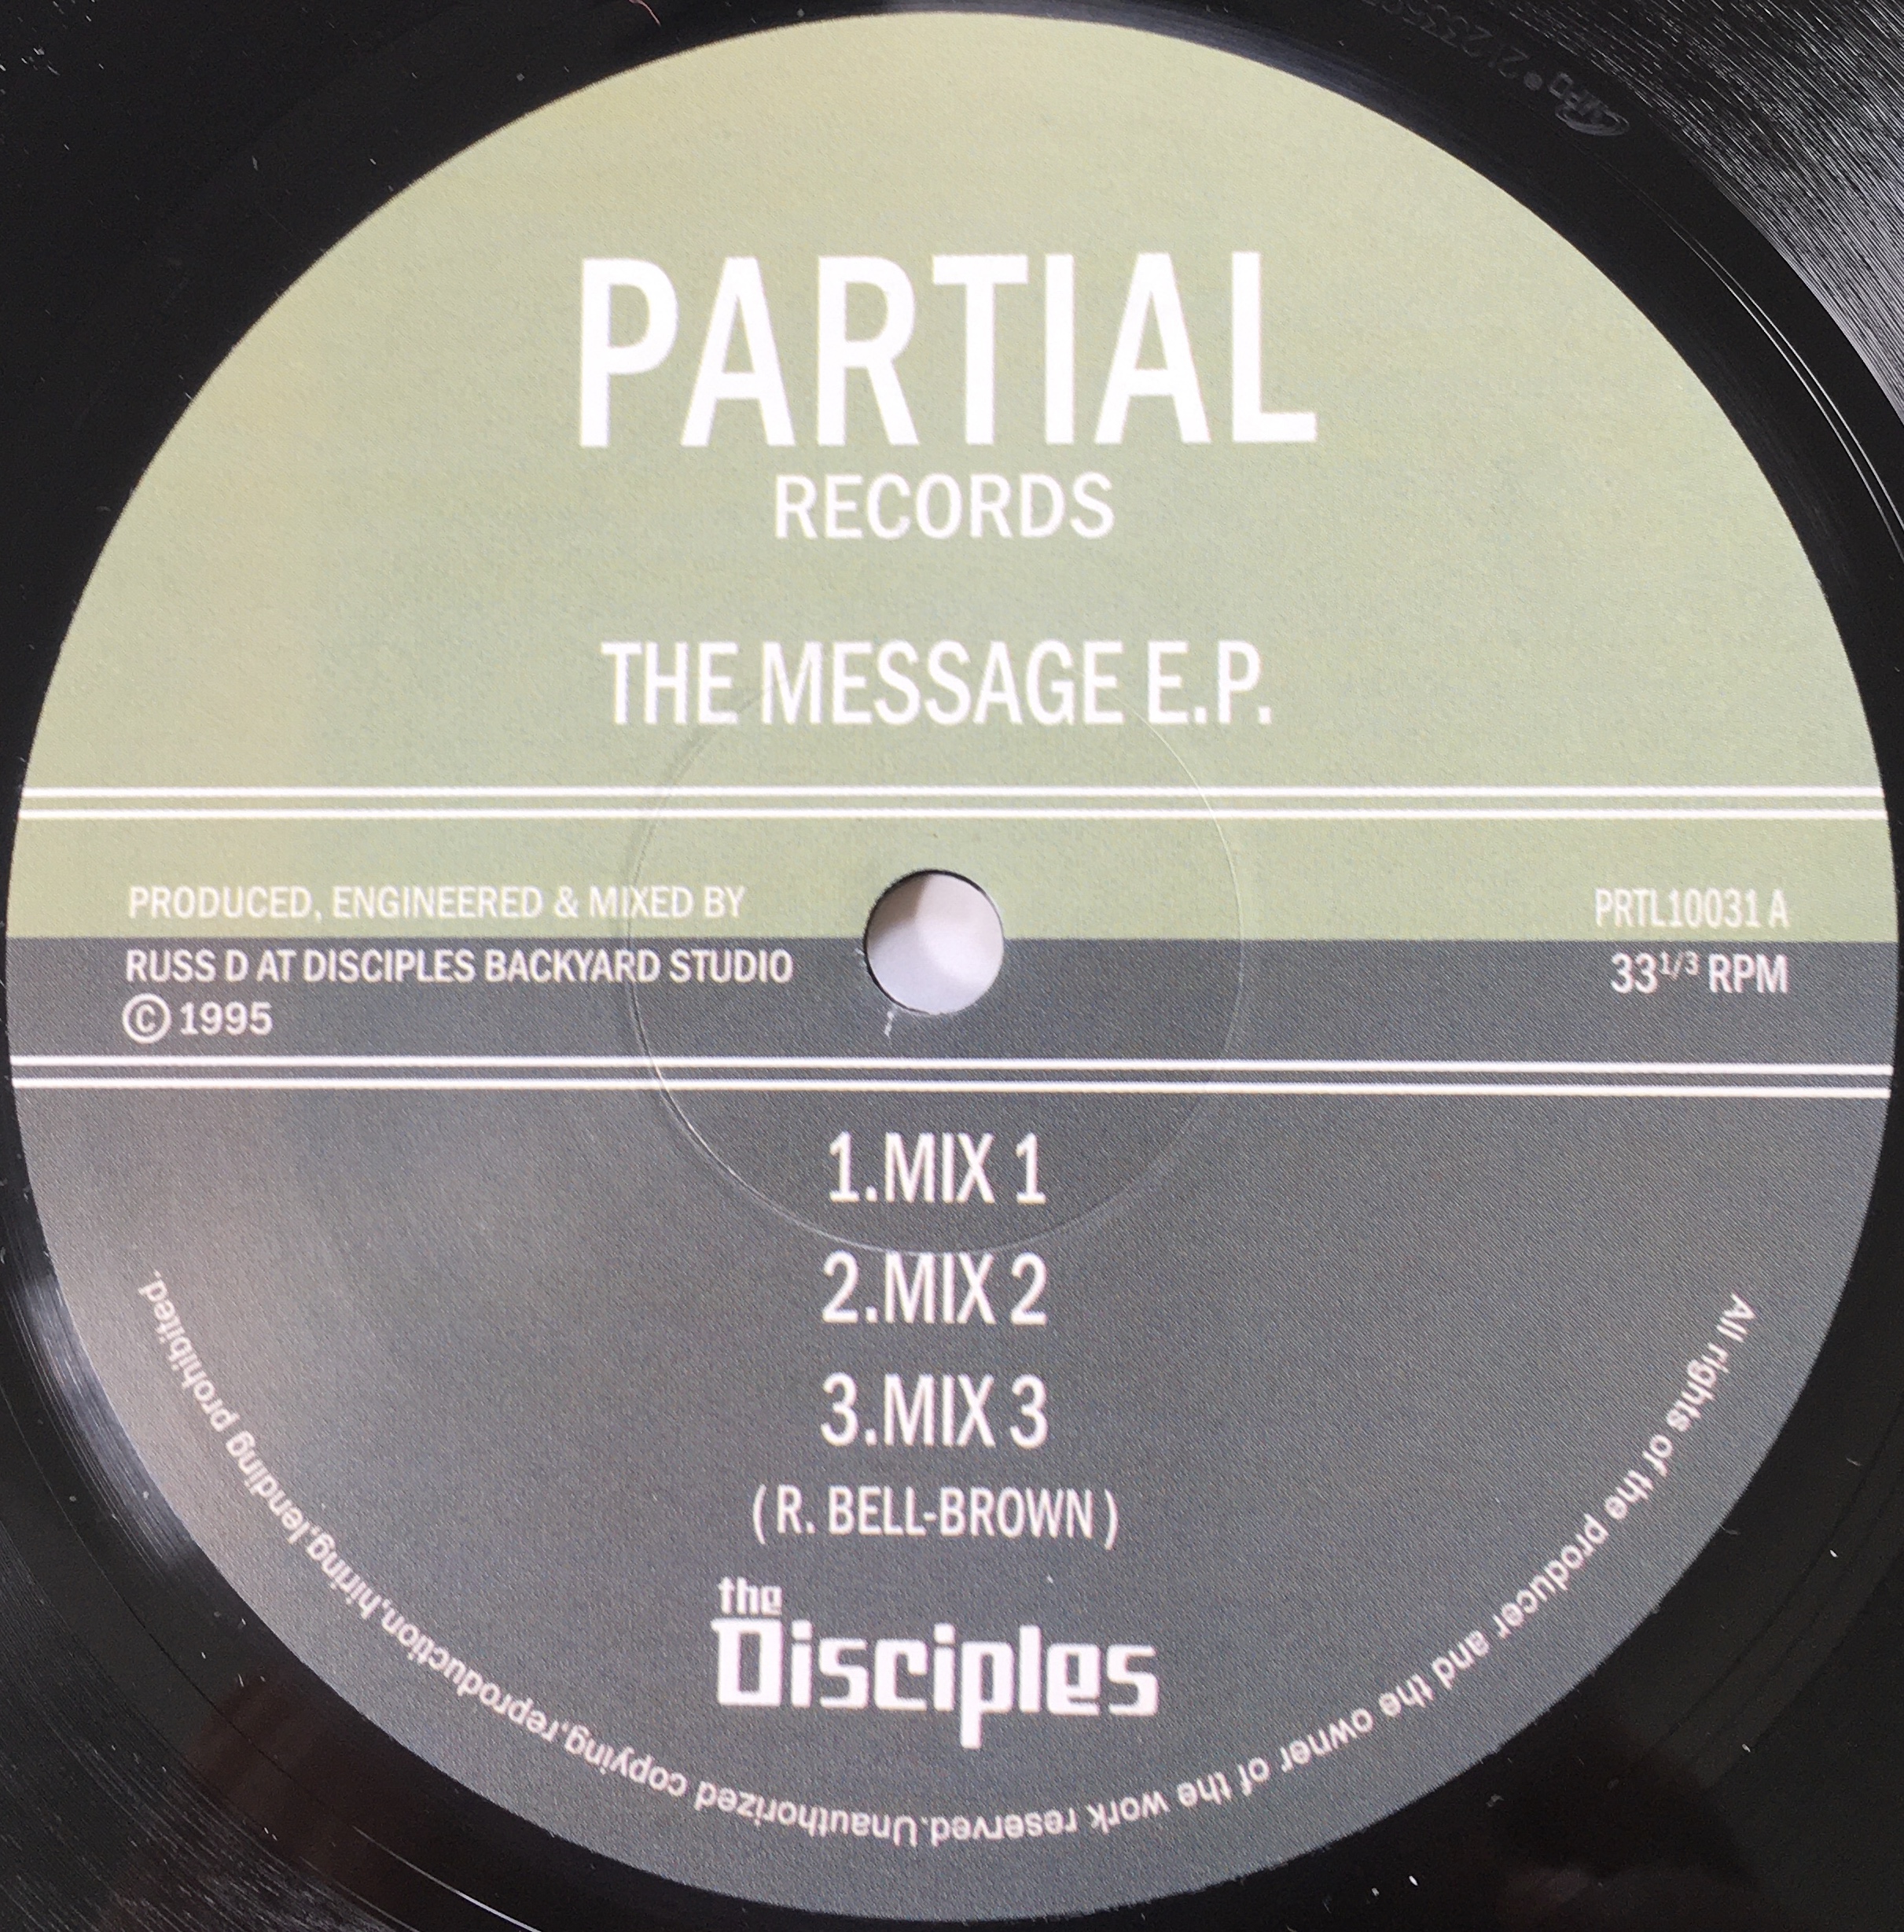 PARTIAL
RECORDS
THE MESSAGE E.P.
PRODUCED, ENGINEERED & MIXED BY
RUSS D AT DISCIPLES BACKYARD STUDIO
© 1995
PRTL10031 A
33 1/3 RPM
1.MIX 1
2.MIX 2
3.MIX 3
( R. BELL-BROWN )
the
Disciples
All rights of the producer and the owner of the work reserved.Unauthorized copying,reproduction,hiring,lending prohibited.